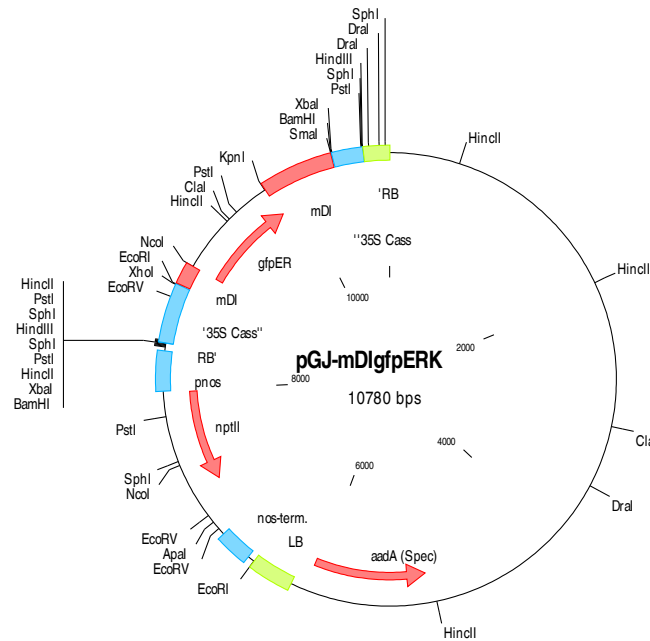 SphI
DraI
DraI
HindIII
SphI
PstI
XbaI
BamHI
SmaI
KpnI
PstI
ClaI
HincII
NcoI
EcoRI
XhoI
EcoRV
HincII
PstI
SphI
HindIII
SphI
PstI
HincII
XbaI
BamHI
PstI
SphI
NcoI
EcoRV
ApaI
EcoRV
EcoRI
HincII
HincII
DraI
HincII
'RB
mDI
''35S Cass
gfpER
mDI
'35S Cass''
RB'
pnos
nptII
nos-term.
LB
aadA (Spec)
10000
2000
8000
4000
6000
pGJ-mDIgfpERK
10780 bps